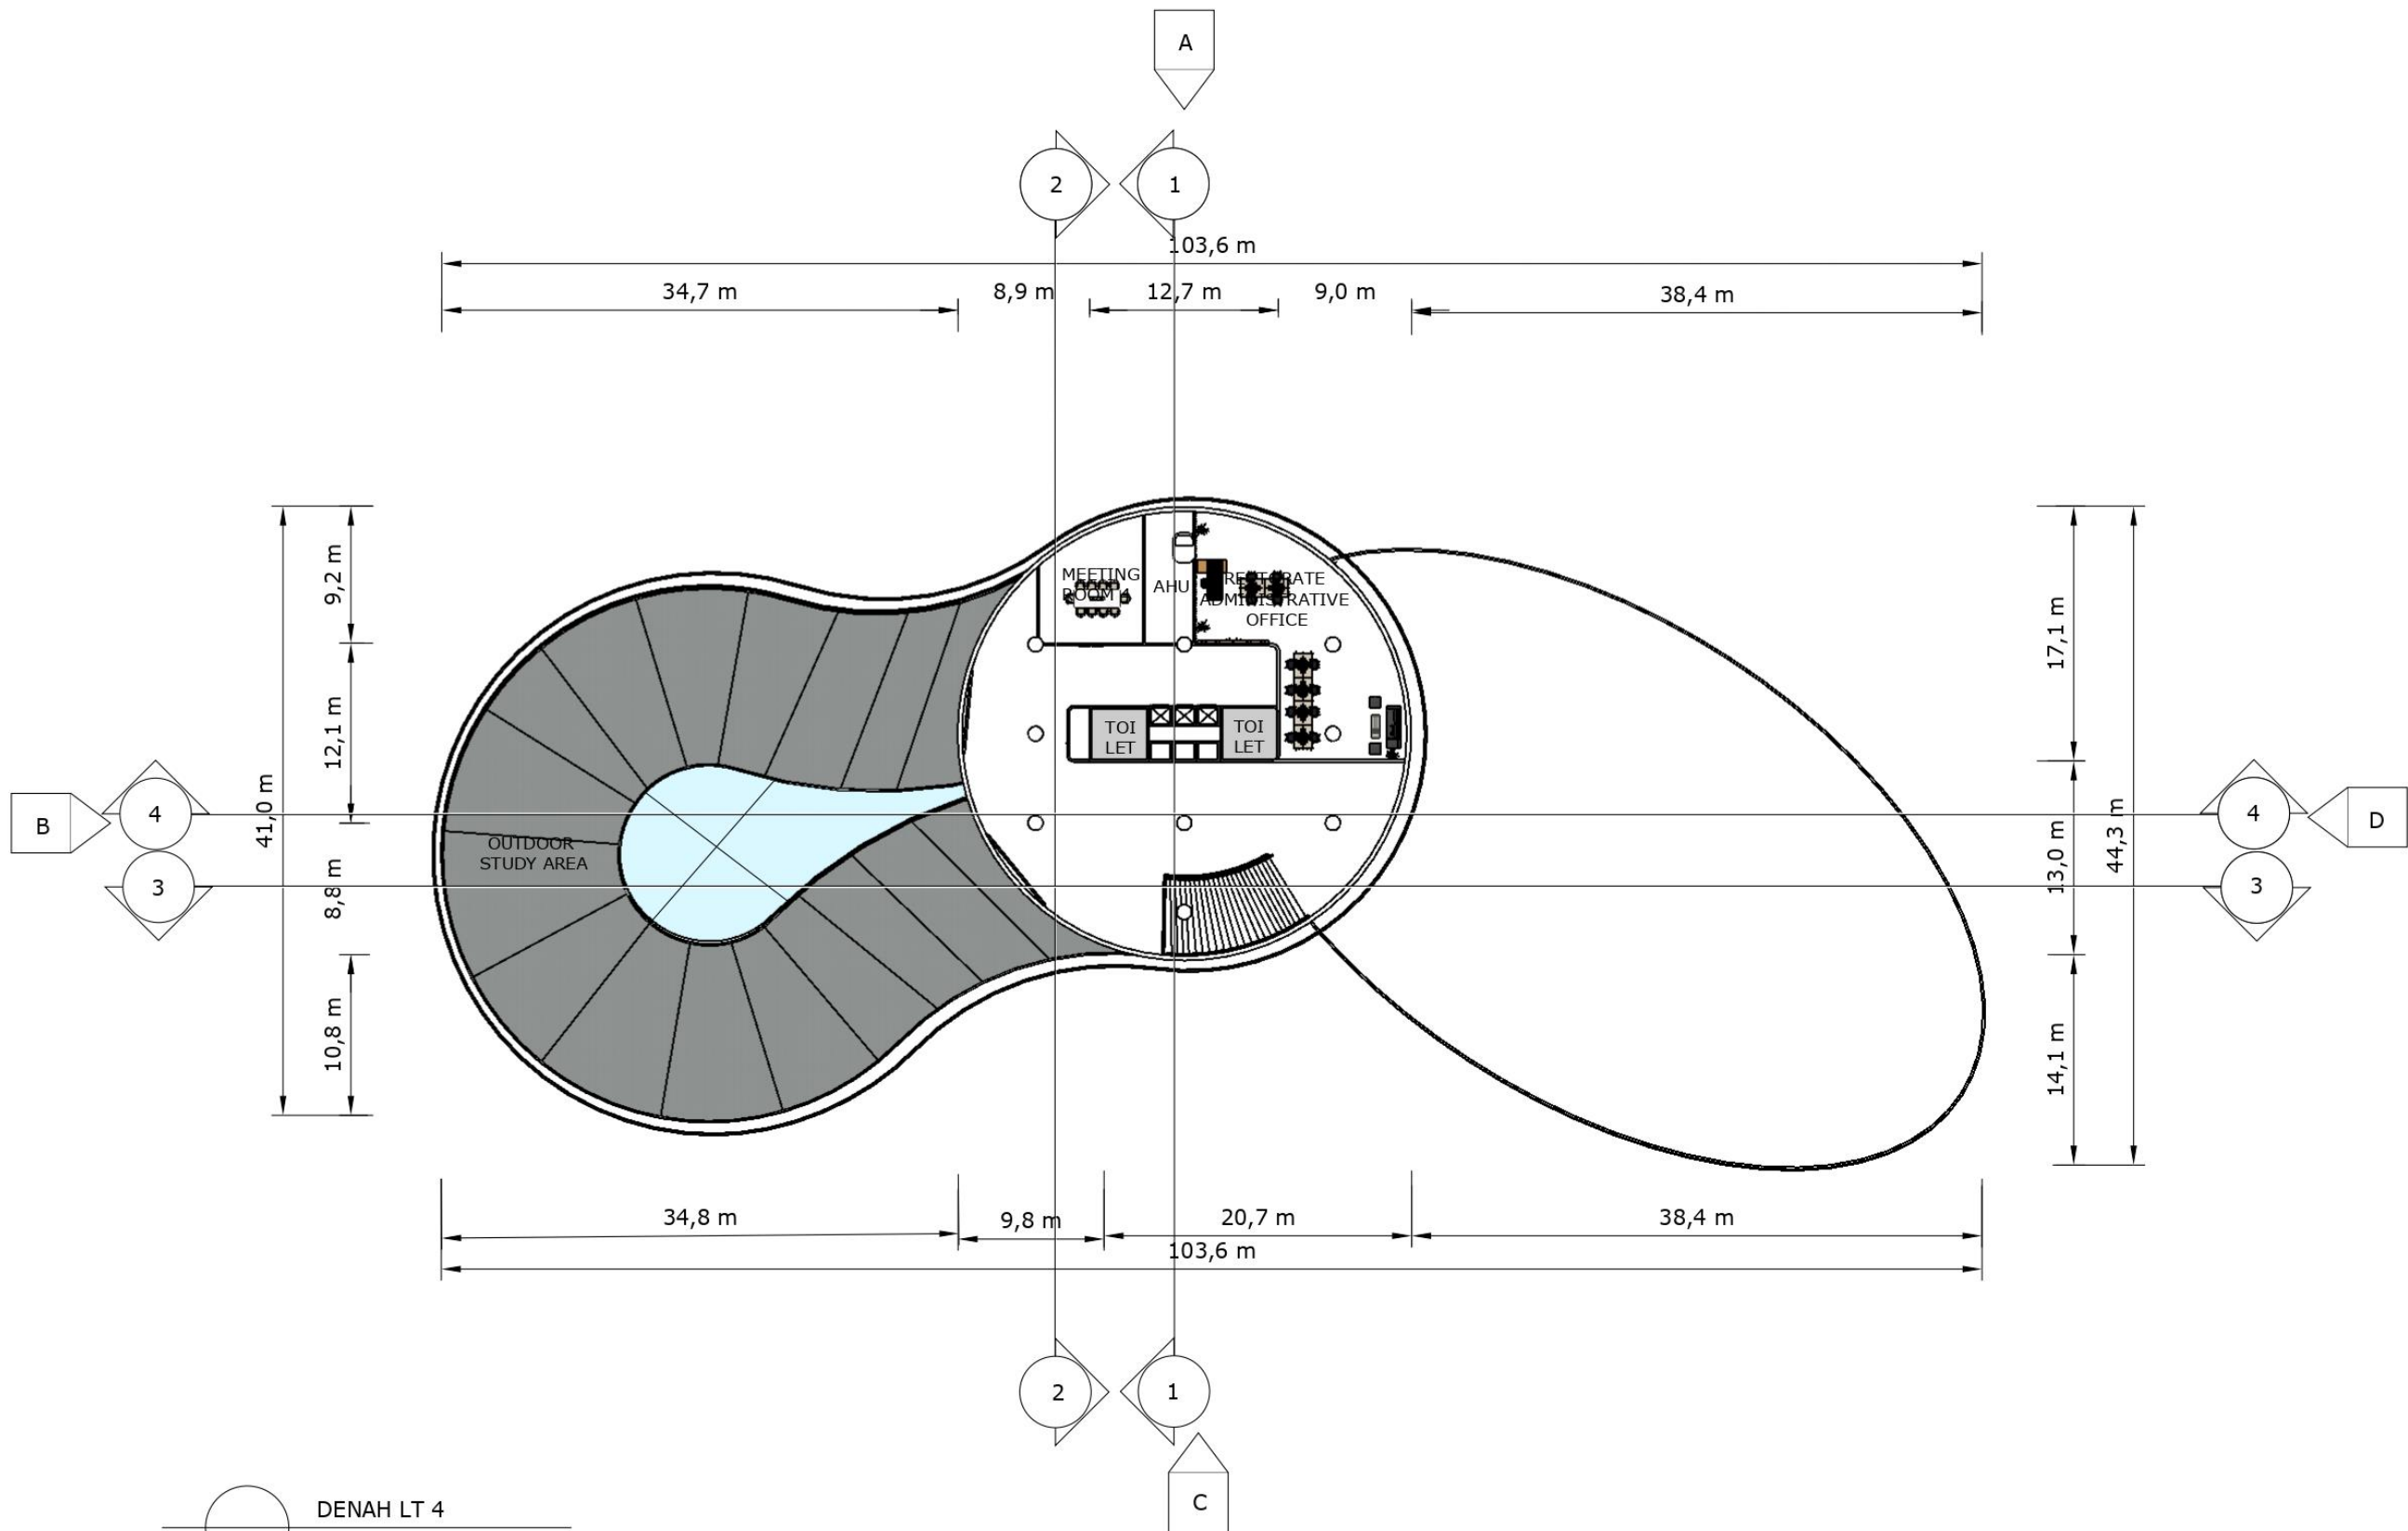 A
2
1
103,6 m
34,7 m
8,9 m
12,7 m
9,0 m
38,4 m
MEETING
ROOM 4
AHU
RECTORATE
ADMINISTRATIVE
OFFICE
9,2 m
12,1 m
41,0 m
8,8 m
10,8 m
17,1 m
13,0 m
44,3 m
14,1 m
TOI
LET
TOI
LET
B
4
3
OUTDOOR
STUDY AREA
4
3
D
34,8 m
9,8 m
20,7 m
38,4 m
103,6 m
2
1
C
DENAH LT 4